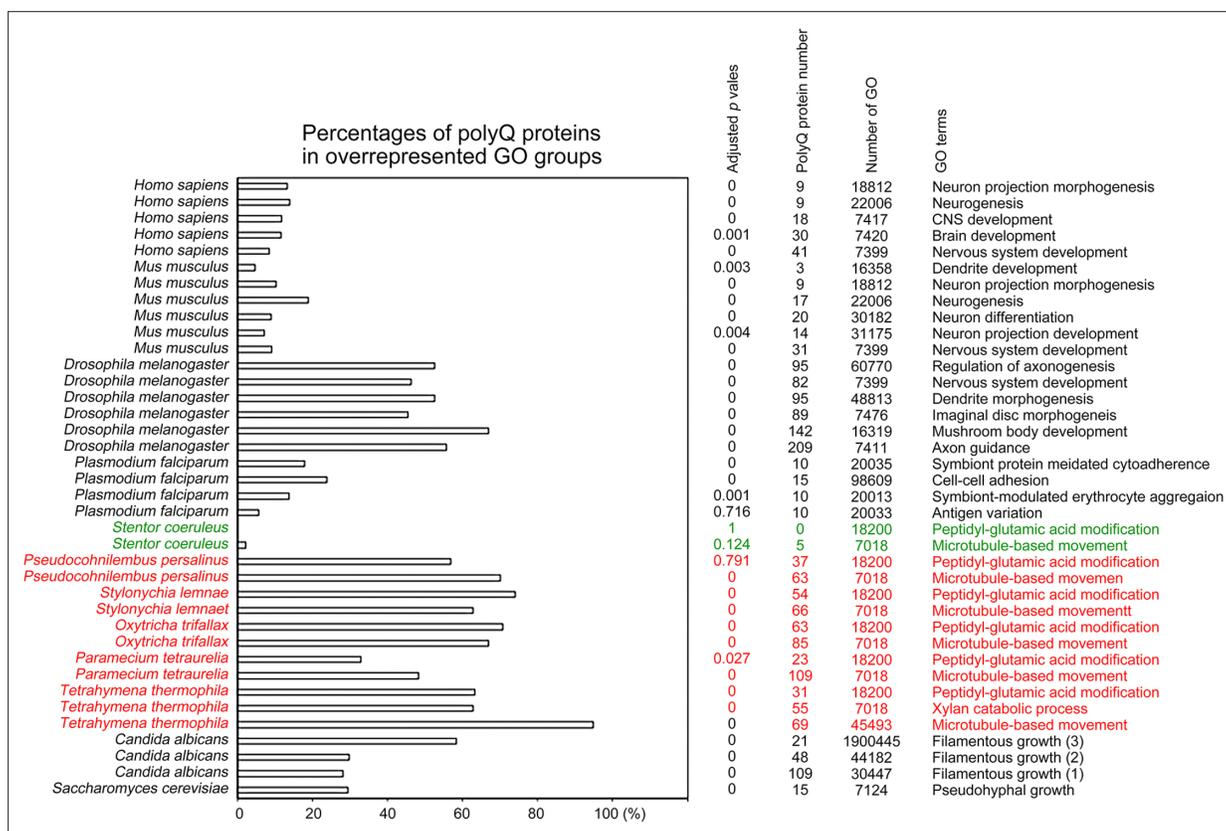 Percentages of polyQ proteins
in overrepresented GO groups
Adjusted p vales
PolyQ protein number
Number of GO
GO terms
Homo sapiens 0 9 18812 Neuron projection morphogenesis
Homo sapiens 0 9 22006 Neurogenesis
Homo sapiens 0 18 7417 CNS development
Homo sapiens 0.001 30 7420 Brain development
Homo sapiens 0 41 7399 Nervous system development
Mus musculus 0.003 3 16358 Dendrite development
Mus musculus 0 9 18812 Neuron projection morphogenesis
Mus musculus 0 17 22006 Neurogenesis
Mus musculus 0 20 30182 Neuron differentiation
Mus musculus 0.004 14 31175 Neuron projection development
Mus musculus 0 31 7399 Nervous system development
Drosophila melanogaster 0 95 60770 Regulation of axonogenesis
Drosophila melanogaster 0 82 7399 Nervous system development
Drosophila melanogaster 0 95 48813 Dendrite morphogenesis
Drosophila melanogaster 0 89 7476 Imaginal disc morphogeneis
Drosophila melanogaster 0 142 16319 Mushroom body development
Drosophila melanogaster 0 209 7411 Axon guidance
Plasmodium falciparum 0 10 20035 Symbiont protein meidated cytoadherence
Plasmodium falciparum 0 15 98609 Cell-cell adhesion
Plasmodium falciparum 0.001 10 20013 Symbiont-modulated erythrocyte aggregaion
Plasmodium falciparum 0.716 10 20033 Antigen variation
Stentor coeruleus 1 0 18200 Peptidyl-glutamic acid modification
Stentor coeruleus 0.124 5 7018 Microtubule-based movement
Pseudocohnilembus persalinus 0.791 37 18200 Peptidyl-glutamic acid modification
Pseudocohnilembus persalinus 0 63 7018 Microtubule-based movemen
Stylonychia lemnae 0 54 18200 Peptidyl-glutamic acid modification
Stylonychia lemnaet 0 66 7018 Microtubule-based movementt
Oxytricha trifallax 0 63 18200 Peptidyl-glutamic acid modification
Oxytricha trifallax 0 85 7018 Microtubule-based movement
Paramecium tetraurelia 0.027 23 18200 Peptidyl-glutamic acid modification
Paramecium tetraurelia 0 109 7018 Microtubule-based movement
Tetrahymena thermophila 0 31 18200 Peptidyl-glutamic acid modification
Tetrahymena thermophila 0 55 7018 Xylan catabolic process
Tetrahymena thermophila 0 69 45493 Microtubule-based movement
Candida albicans 0 21 1900445 Filamentous growth (3)
Candida albicans 0 48 44182 Filamentous growth (2)
Candida albicans 0 109 30447 Filamentous growth (1)
Saccharomyces cerevisiae 0 15 7124 Pseudohyphal growth
0 20 40 60 80 100 (%)